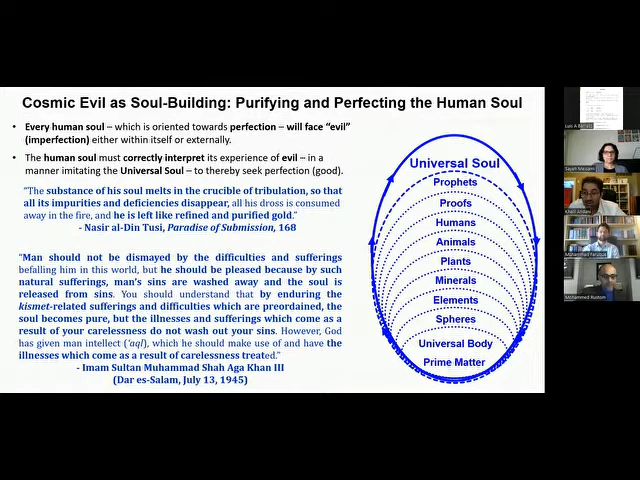 Cosmic Evil as Soul-Building: Purifying and Perfecting the Human Soul
• Every human soul – which is oriented towards perfection – will face “evil”
(imperfection) either within itself or externally.
• The human soul must correctly interpret its experience of evil – in a
manner imitating the Universal Soul – to thereby seek perfection (good).
“The substance of his soul melts in the crucible of tribulation, so that
all its impurities and deficiencies disappear, all his dross is consumed
away in the fire, and he is left like refined and purified gold.”
- Nasir al-Din Tusi, Paradise of Submission, 168
“Man should not be dismayed by the difficulties and sufferings
befalling him in this world, but he should be pleased because by such
natural sufferings, man’s sins are washed away and the soul is
released from sins. You should understand that by enduring the
kismet-related sufferings and difficulties which are preordained, the
soul becomes pure, but the illnesses and sufferings which come as a
result of your carelessness do not wash out your sins. However, God
has given man intellect (‘aql), which he should make use of and have the
illnesses which come as a result of carelessness treated.”
- Imam Sultan Muhammad Shah Aga Khan III
(Dar es-Salam, July 13, 1945)
Universal Soul
Prophets
Proofs
Humans
Animals
Plants
Minerals
Elements
Spheres
Universal Body
Prime Matter
Sayeh Meisami
Khalil Andani
Muhammad Faruque
Mohammed Rustom